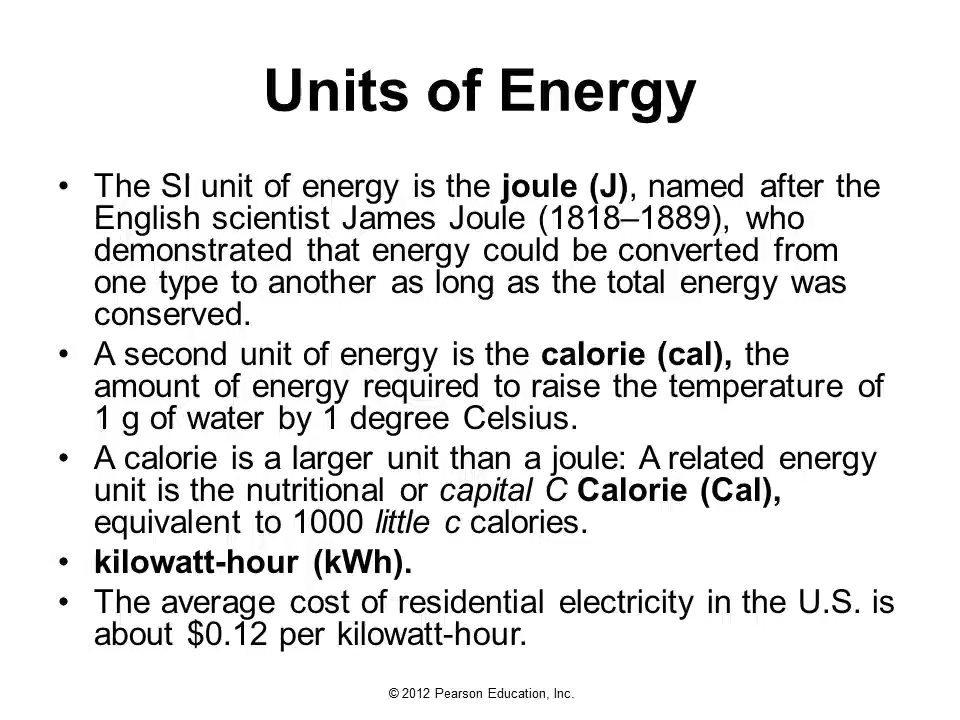 Units of Energy
• The SI unit of energy is the joule (J), named after the
English scientist James Joule (1818–1889), who
demonstrated that energy could be converted from
one type to another as long as the total energy was
conserved.
• A second unit of energy is the calorie (cal), the
amount of energy required to raise the temperature of
1 g of water by 1 degree Celsius.
• A calorie is a larger unit than a joule: A related energy
unit is the nutritional or capital C Calorie (Cal),
equivalent to 1000 little c calories.
• kilowatt-hour (kWh).
• The average cost of residential electricity in the U.S. is
about $0.12 per kilowatt-hour.
© 2012 Pearson Education, Inc.